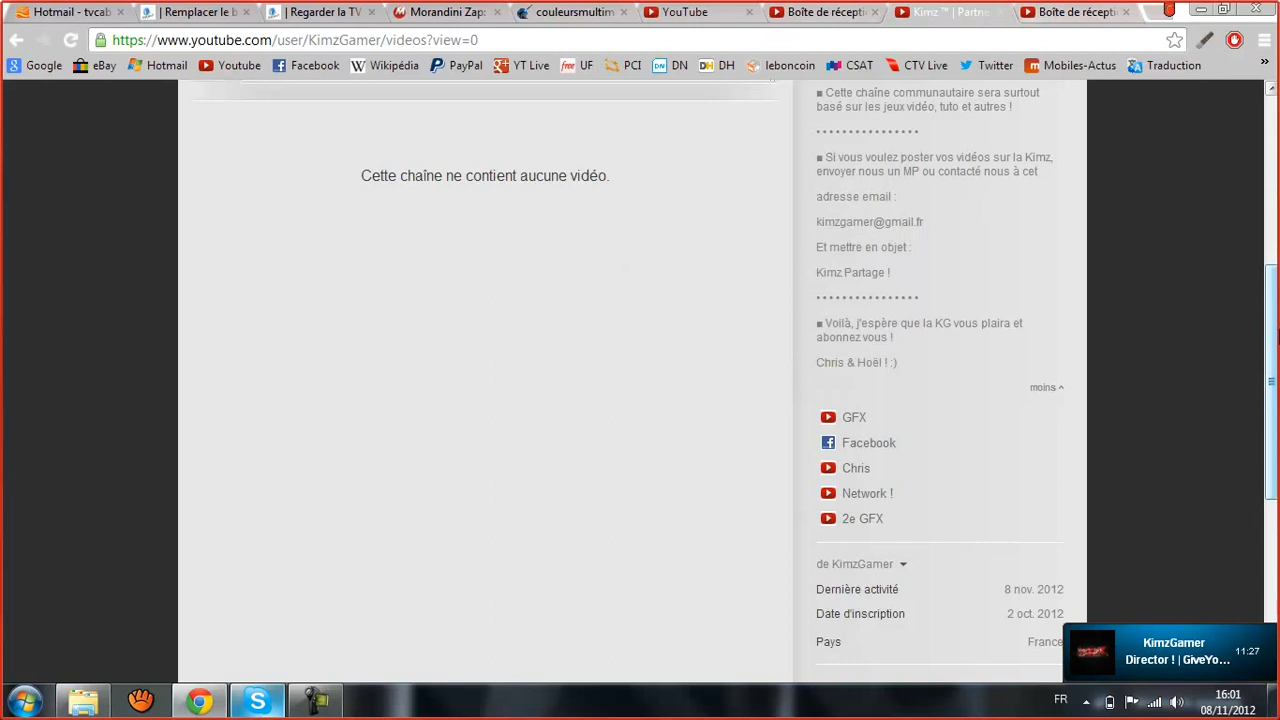 Hotmail - tvcab
| Remplacer le b
| Regarder la TV
Morandini Zap:
couleursmultim
YouTube
Boîte de récepti
Kimz ™ | Partne
Boîte de récepti
https://www.youtube.com/user/KimzGamer/videos?view=0
Google
eBay
Hotmail
Youtube
Facebook
Wikipédia
PayPal
YT Live
free UF
PCI
DN DN
DH DH
leboncoin
CSAT
CTV Live
Twitter
Mobiles-Actus
Traduction
»
Cette chaîne ne contient aucune vidéo.
■ Cette chaîne communautaire sera surtout
basé sur les jeux vidéo, tuto et autres !
• • • • • • • • • • • • • • • •
■ Si vous voulez poster vos vidéos sur la Kimz,
envoyer nous un MP ou contacté nous à cet
adresse email :
kimzgamer@gmail.fr
Et mettre en objet :
Kimz Partage !
• • • • • • • • • • • • • • • •
■ Voilà, j'espère que la KG vous plaira et
abonnez vous !
Chris & Hoël ! :)
moins ^
GFX
Facebook
Chris
Network !
2e GFX
de KimzGamer
Dernière activité 8 nov. 2012
Date d'inscription 2 oct. 2012
Pays France
KimzGamer
Director ! | GiveYo...
11:27
FR
16:01
08/11/2012